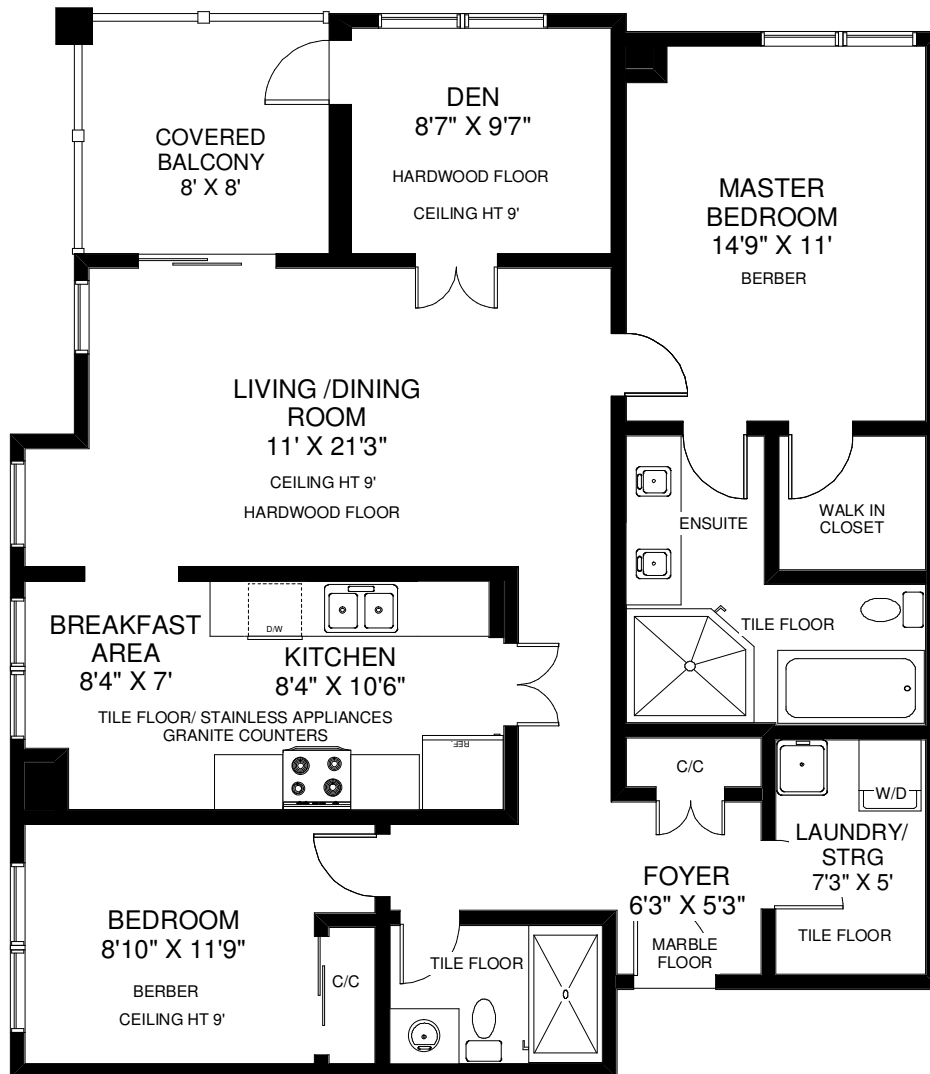 COVERED
BALCONY
8' X 8'
DEN
8'7" X 9'7"
HARDWOOD FLOOR
CEILING HT 9'
MASTER
BEDROOM
14'9" X 11'
BERBER
LIVING /DINING
ROOM
11' X 21'3"
CEILING HT 9'
HARDWOOD FLOOR
ENSUITE
WALK IN
CLOSET
TILE FLOOR
BREAKFAST
AREA
8'4" X 7'
D/W
KITCHEN
8'4" X 10'6"
TILE FLOOR/ STAINLESS APPLIANCES
GRANITE COUNTERS
REF.
C/C
W/D
LAUNDRY/
STRG
7'3" X 5'
TILE FLOOR
FOYER
6'3" X 5'3"
MARBLE
FLOOR
BEDROOM
8'10" X 11'9"
BERBER
CEILING HT 9'
C/C
TILE FLOOR